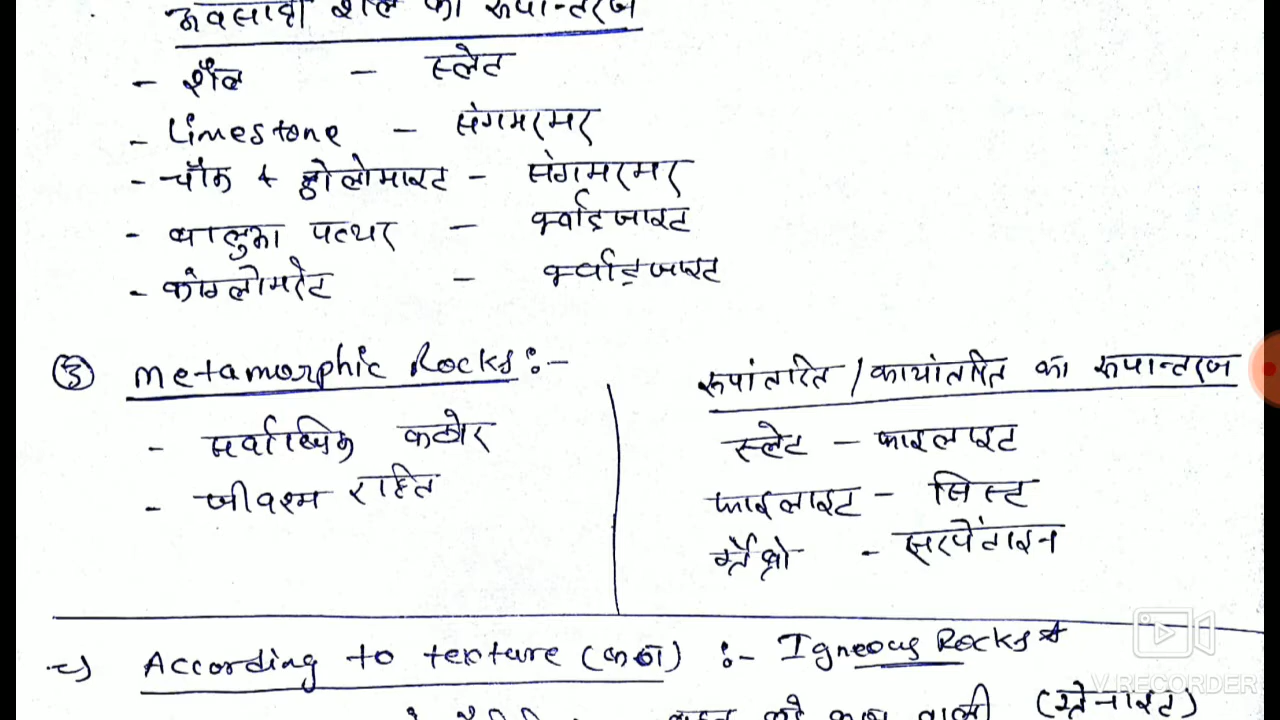 अवसादी शैल का रूपान्तरण
- शैल - स्लेट
- Limestone - संगमरमर
- चॉक & डोलोमाइट - संगमरमर
- बालुका पत्थर - क्वार्ट्जाइट
- कांग्लोमरेट - क्वार्ट्जाइट
③ Metamorphic Rocks :-
- सर्वाधिक कठोर
- जीवाश्म रहित
रूपांतरित / कायांतरित का रूपान्तरण
स्लेट - फाइलाइट
फाइलाइट - सिस्ट
गैब्रो - सरपेंटाइन
c) According to texture (कण) :- Igneous Rocks *
वाली (ग्रेनाइट)
V RECORDER